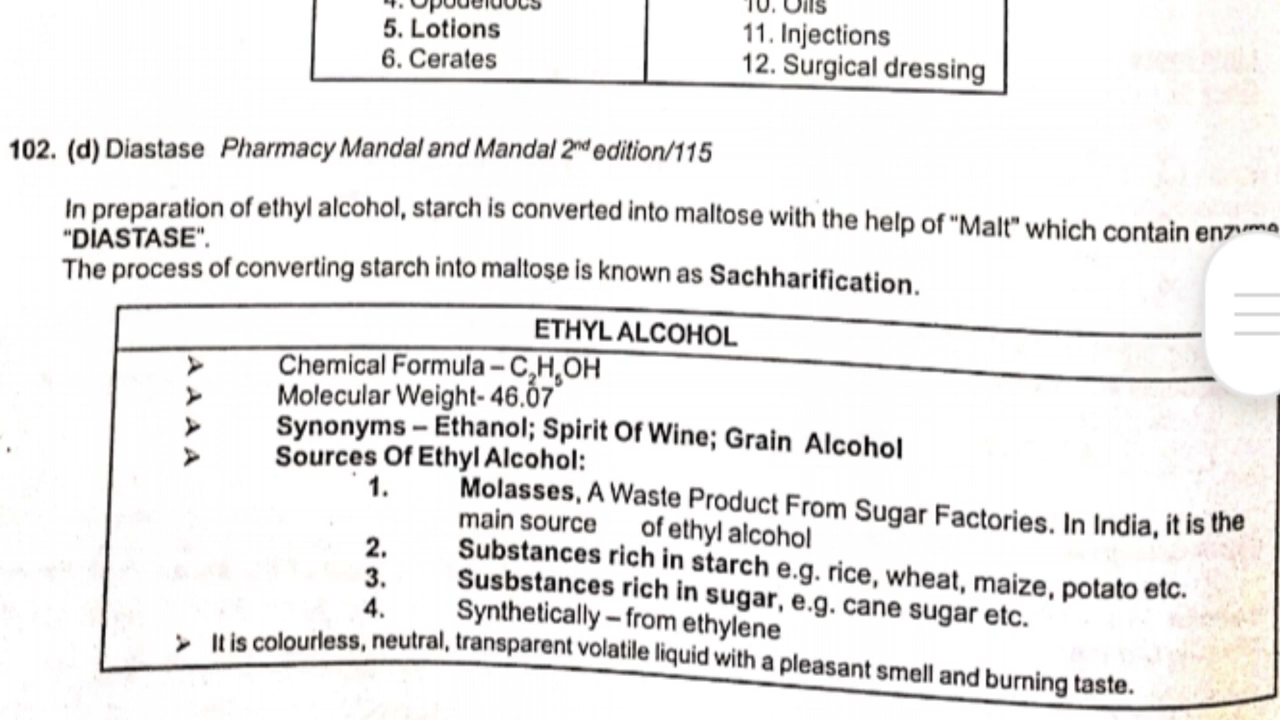 4. Opodeldocs
10. Oils
5. Lotions
11. Injections
6. Cerates
12. Surgical dressing
102. (d) Diastase Pharmacy Mandal and Mandal 2nd edition/115
In preparation of ethyl alcohol, starch is converted into maltose with the help of "Malt" which contain enzyme
"DIASTASE".
The process of converting starch into maltose is known as Sachharification.
ETHYL ALCOHOL
➢ Chemical Formula – C2H5OH
➢ Molecular Weight- 46.07
➢ Synonyms – Ethanol; Spirit Of Wine; Grain Alcohol
➢ Sources Of Ethyl Alcohol:
1. Molasses, A Waste Product From Sugar Factories. In India, it is the
main source of ethyl alcohol
2. Substances rich in starch e.g. rice, wheat, maize, potato etc.
3. Susbstances rich in sugar, e.g. cane sugar etc.
4. Synthetically – from ethylene
➢ It is colourless, neutral, transparent volatile liquid with a pleasant smell and burning taste.